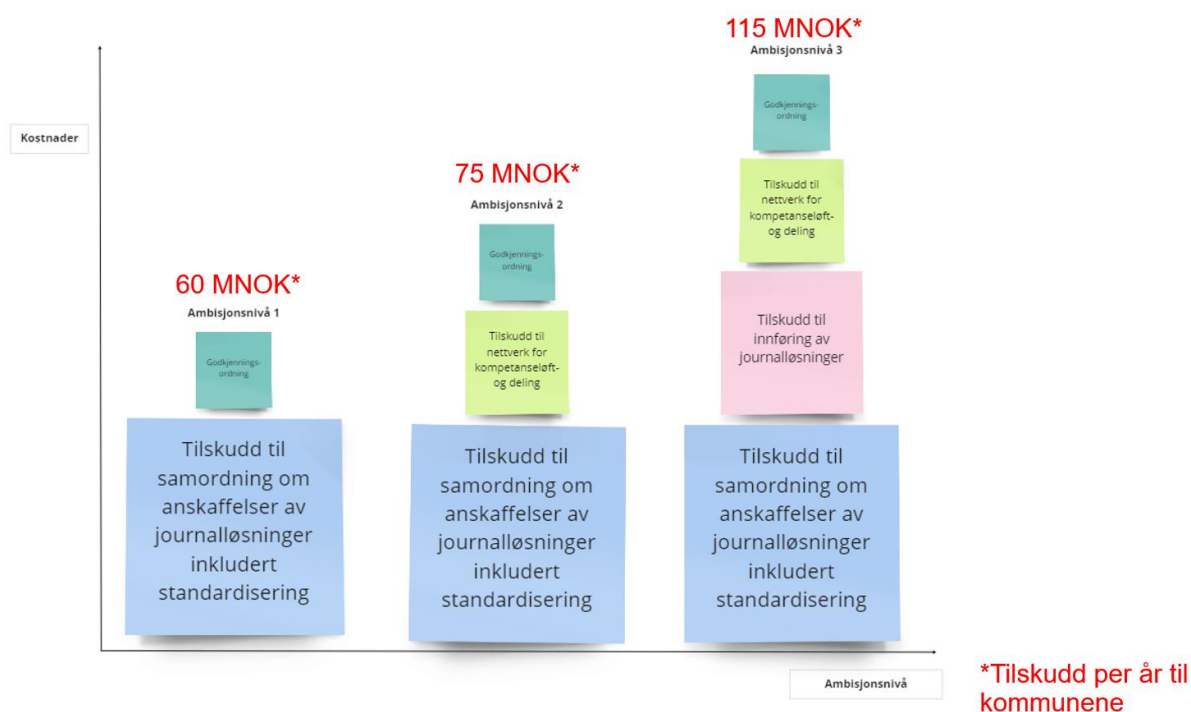 115 MNOK*
Ambisjonsnivå 3
Godkjennings-
ordning
Kostnader
75 MNOK*
Ambisjonsnivå 2
Tilskudd til
nettverk for
kompetanseløft-
og deling
Godkjennings-
ordning
60 MNOK*
Ambisjonsnivå 1
Tilskudd til
innføring av
journalløsninger
Godkjennings-
ordning
Tilskudd til
nettverk for
kompetanseløft-
og deling
Tilskudd til
samordning om
anskaffelser av
journalløsninger
inkludert
standardisering
Tilskudd til
samordning om
anskaffelser av
journalløsninger
inkludert
standardisering
Tilskudd til
samordning om
anskaffelser av
journalløsninger
inkludert
standardisering
Ambisjonsnivå
*Tilskudd per år til
kommunene